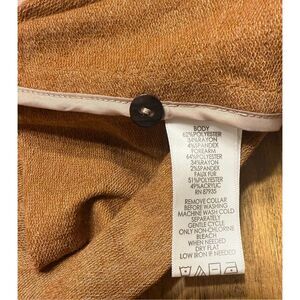 BODY
62%POLYESTER
34%RAYON
4%SPANDEX
FOREARM
64%POLYESTER
34%RAYON
2%SPANDEX
FAUX FUR
51%POLYESTER
49%ACRYLIC
RN 87935
REMOVE COLLAR
BEFORE WASHING
MACHINE WASH COLD
SEPARATELY
GENTLE CYCLE
ONLY NON-CHLORINE
BLEACH
WHEN NEEDED
DRY FLAT
LOW IRON IF NEEDED